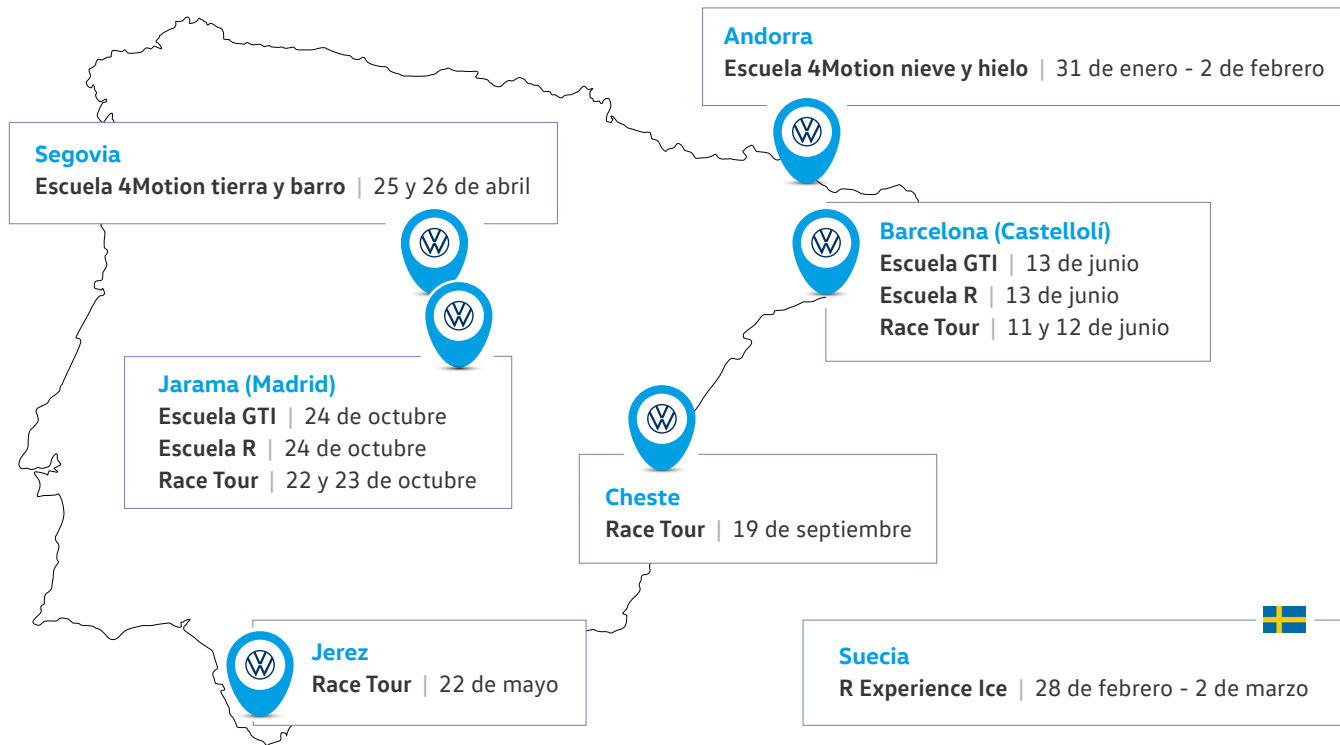 Andorra
Escuela 4Motion nieve y hielo | 31 de enero - 2 de febrero
Segovia
Escuela 4Motion tierra y barro | 25 y 26 de abril
Barcelona (Castellolí)
Escuela GTI | 13 de junio
Escuela R | 13 de junio
Race Tour | 11 y 12 de junio
Jarama (Madrid)
Escuela GTI | 24 de octubre
Escuela R | 24 de octubre
Race Tour | 22 y 23 de octubre
Cheste
Race Tour | 19 de septiembre
Jerez
Race Tour | 22 de mayo
Suecia
R Experience Ice | 28 de febrero - 2 de marzo